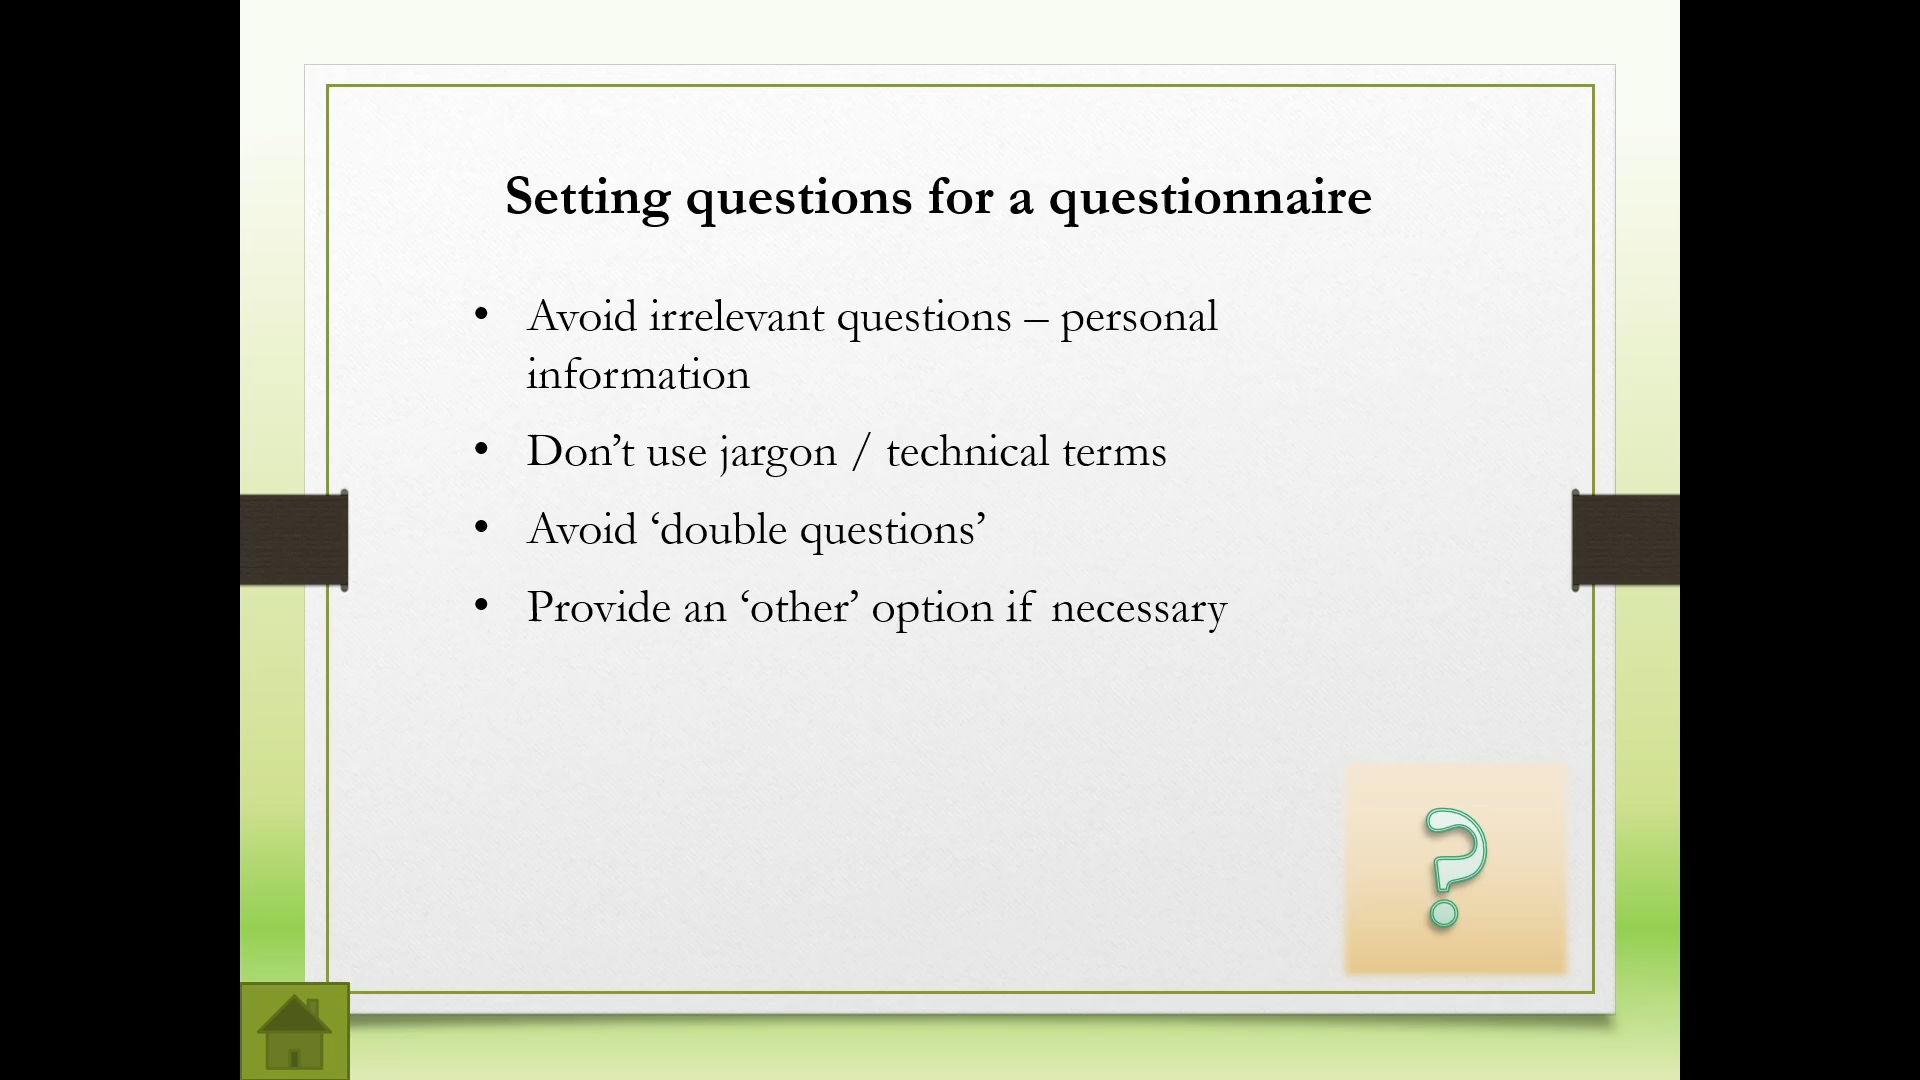 Setting questions for a questionnaire
• Avoid irrelevant questions – personal
information
• Don’t use jargon / technical terms
• Avoid ‘double questions’
• Provide an ‘other’ option if necessary
?